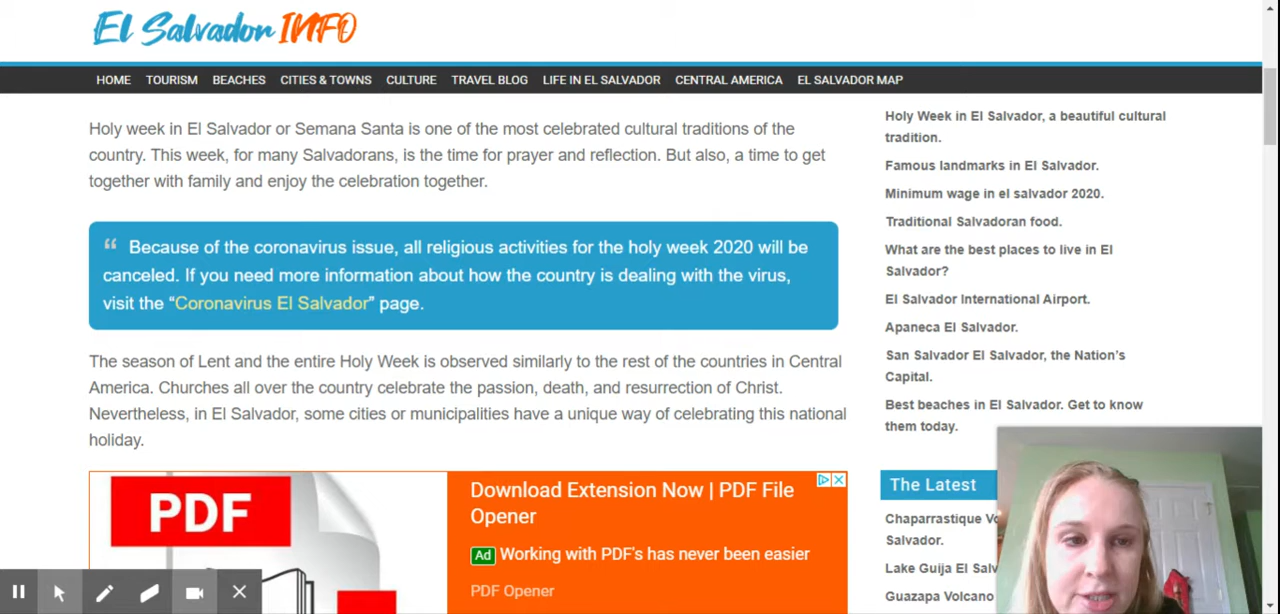 El Salvador INFO
HOME TOURISM BEACHES CITIES & TOWNS CULTURE TRAVEL BLOG LIFE IN EL SALVADOR CENTRAL AMERICA EL SALVADOR MAP
Holy week in El Salvador or Semana Santa is one of the most celebrated cultural traditions of the
country. This week, for many Salvadorans, is the time for prayer and reflection. But also, a time to get
together with family and enjoy the celebration together.
“ Because of the coronavirus issue, all religious activities for the holy week 2020 will be
canceled. If you need more information about how the country is dealing with the virus,
visit the “Coronavirus El Salvador” page.
The season of Lent and the entire Holy Week is observed similarly to the rest of the countries in Central
America. Churches all over the country celebrate the passion, death, and resurrection of Christ.
Nevertheless, in El Salvador, some cities or municipalities have a unique way of celebrating this national
holiday.
PDF
Download Extension Now | PDF File
Opener
Ad Working with PDF's has never been easier
PDF Opener
Holy Week in El Salvador, a beautiful cultural
tradition.
Famous landmarks in El Salvador.
Minimum wage in el salvador 2020.
Traditional Salvadoran food.
What are the best places to live in El
Salvador?
El Salvador International Airport.
Apaneca El Salvador.
San Salvador El Salvador, the Nation's
Capital.
Best beaches in El Salvador. Get to know
them today.
The Latest
Chaparrastique
Salvador.
Lake Guija El
Guazapa Volcano